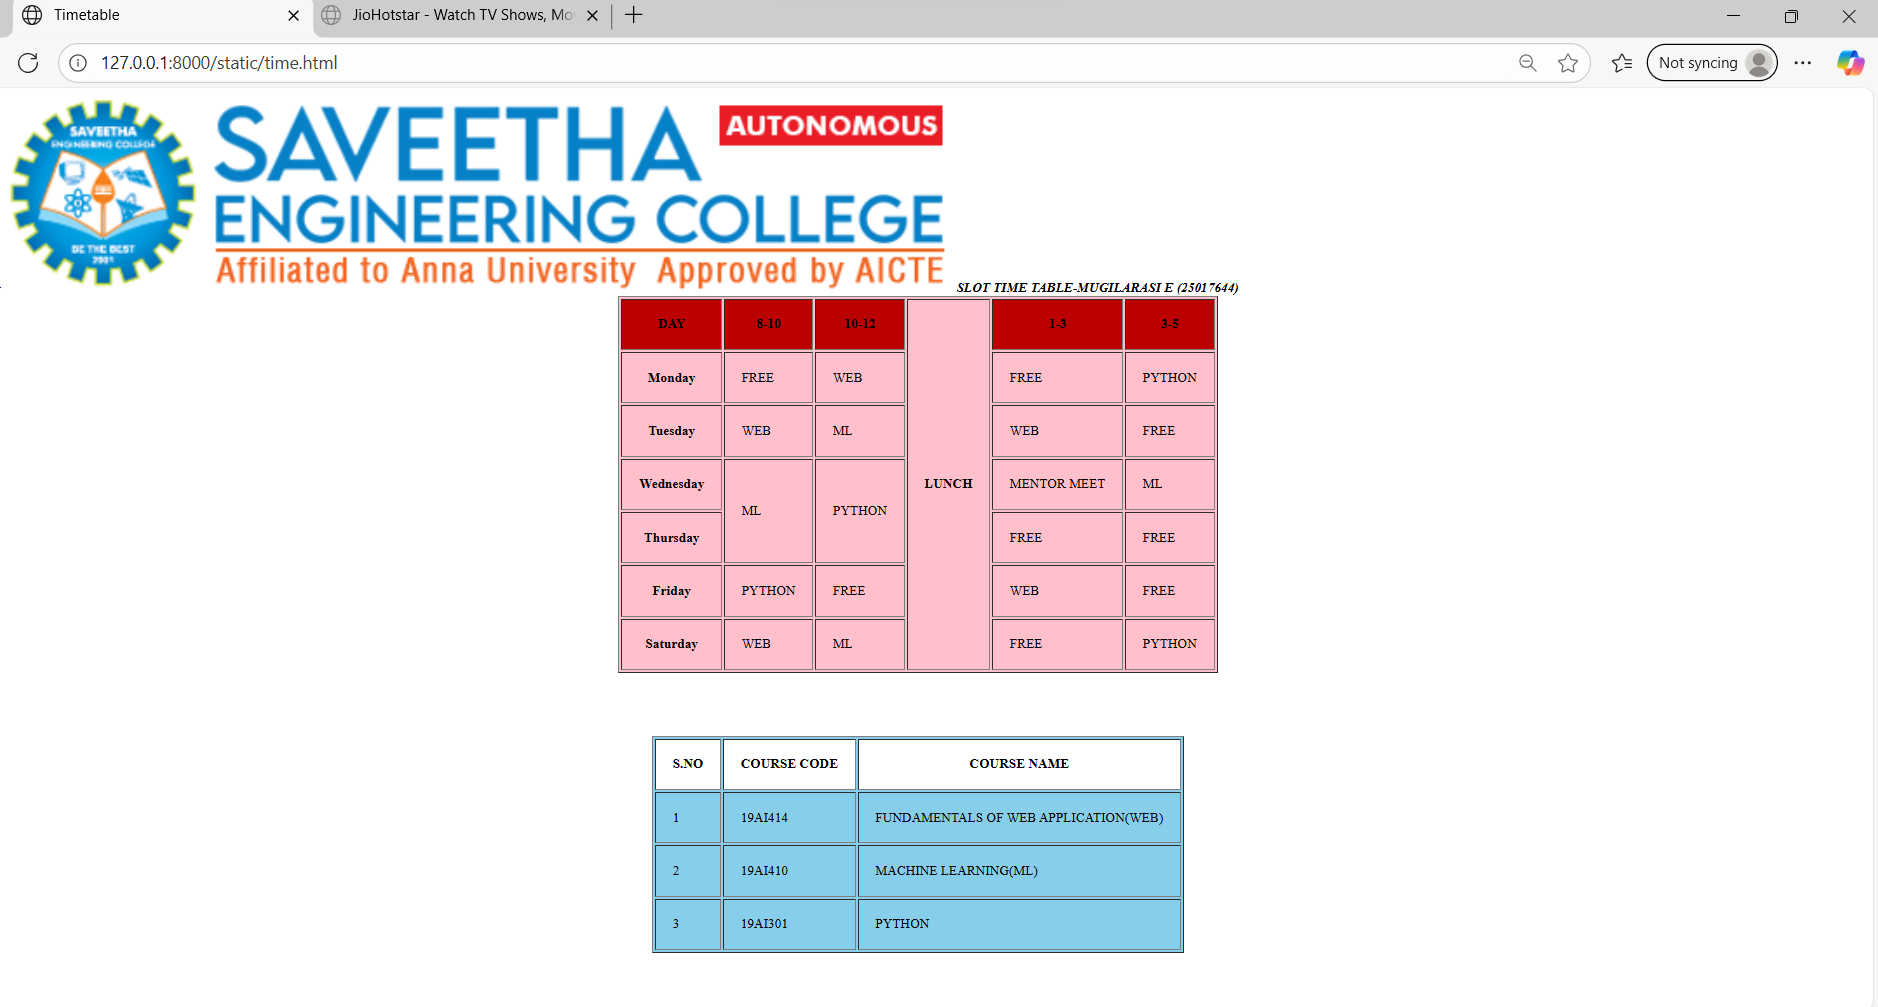 Timetable
JioHotstar - Watch TV Shows, Mo
127.0.0.1:8000/static/time.html
Not syncing
SAVEETHA
ENGINEERING COLLEGE
BE THE BEST
2001
SAVEETHA AUTONOMOUS
ENGINEERING COLLEGE
Affiliated to Anna University Approved by AICTE
SLOT TIME TABLE-MUGILARASI E (25017644)
DAY 8-10 10-12 1-3 3-5
Monday FREE WEB FREE PYTHON
Tuesday WEB ML WEB FREE
Wednesday LUNCH MENTOR MEET ML
ML PYTHON
Thursday FREE FREE
Friday PYTHON FREE WEB FREE
Saturday WEB ML FREE PYTHON
S.NO COURSE CODE COURSE NAME
1 19AI414 FUNDAMENTALS OF WEB APPLICATION(WEB)
2 19AI410 MACHINE LEARNING(ML)
3 19AI301 PYTHON